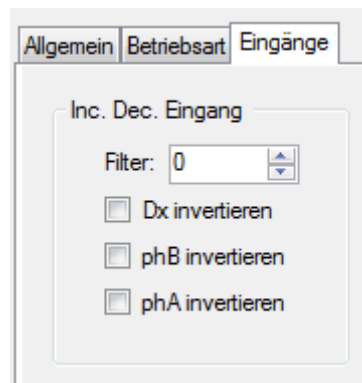 Allgemein Betriebsart Eingänge
Inc. Dec. Eingang
Filter: 0
Dx invertieren
phB invertieren
phA invertieren